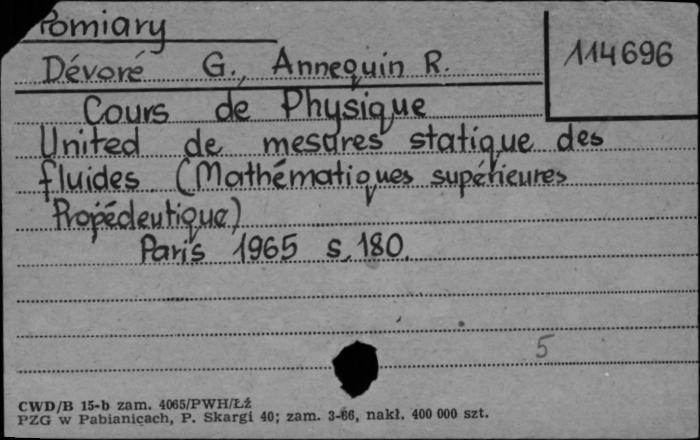 Pomiary
Dévoré G., Annequin R.
114696
Cours de Physique
United de mesures statique des
fluides (Mathématiques supérieures
Propédeutique)
Paris 1965 s. 180.
5
CWD/B 15-b zam. 4065/PWH/Łż
PZG w Pabianicach, P. Skargi 40; zam. 3-66, nakł. 400 000 szt.